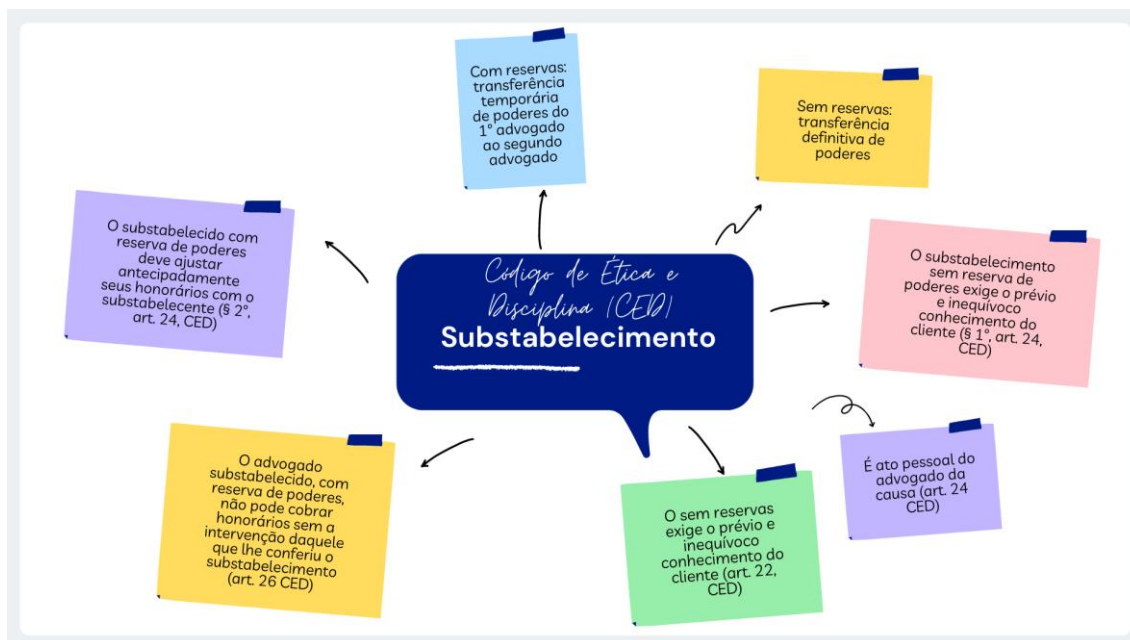 Com reservas:
transferência
temporária
de poderes do
1º advogado
ao segundo
advogado
Sem reservas:
transferência
definitiva de
poderes
O substabelecido com
reserva de poderes
deve ajustar
antecipadamente
seus honorários com o
substabelecente (§ 2º,
art. 24, CED)
Código de Ética e
Disciplina (CED)
Substabelecimento
O substabelecimento
sem reserva de
poderes exige o prévio
e inequívoco
conhecimento do
cliente (§ 1º, art. 24,
CED)
O advogado
substabelecido, com
reserva de poderes,
não pode cobrar
honorários sem a
intervenção daquele
que lhe conferiu o
substabelecimento
(art. 26 CED)
O sem reservas
exige o prévio e
inequívoco
conhecimento do
cliente (art. 22,
CED)
É ato pessoal do
advogado da
causa (art. 24
CED)